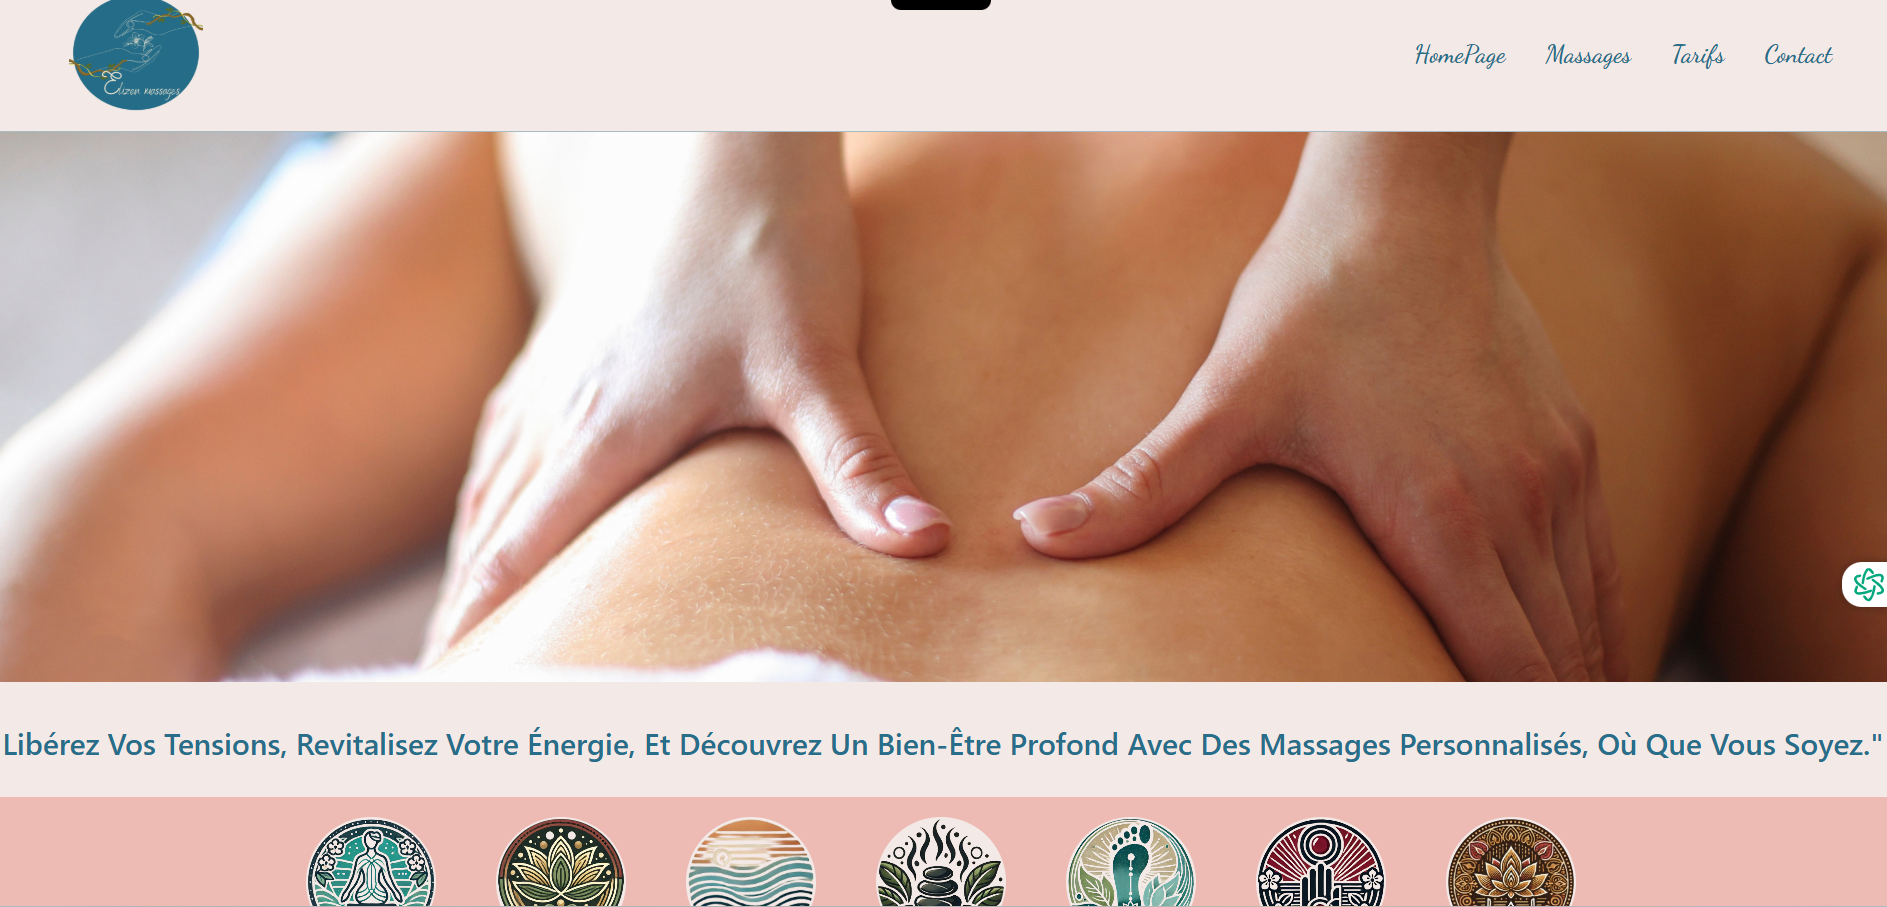 Elizen massages
HomePage Massages Tarifs Contact
Libérez Vos Tensions, Revitalisez Votre Énergie, Et Découvrez Un Bien-Être Profond Avec Des Massages Personnalisés, Où Que Vous Soyez."